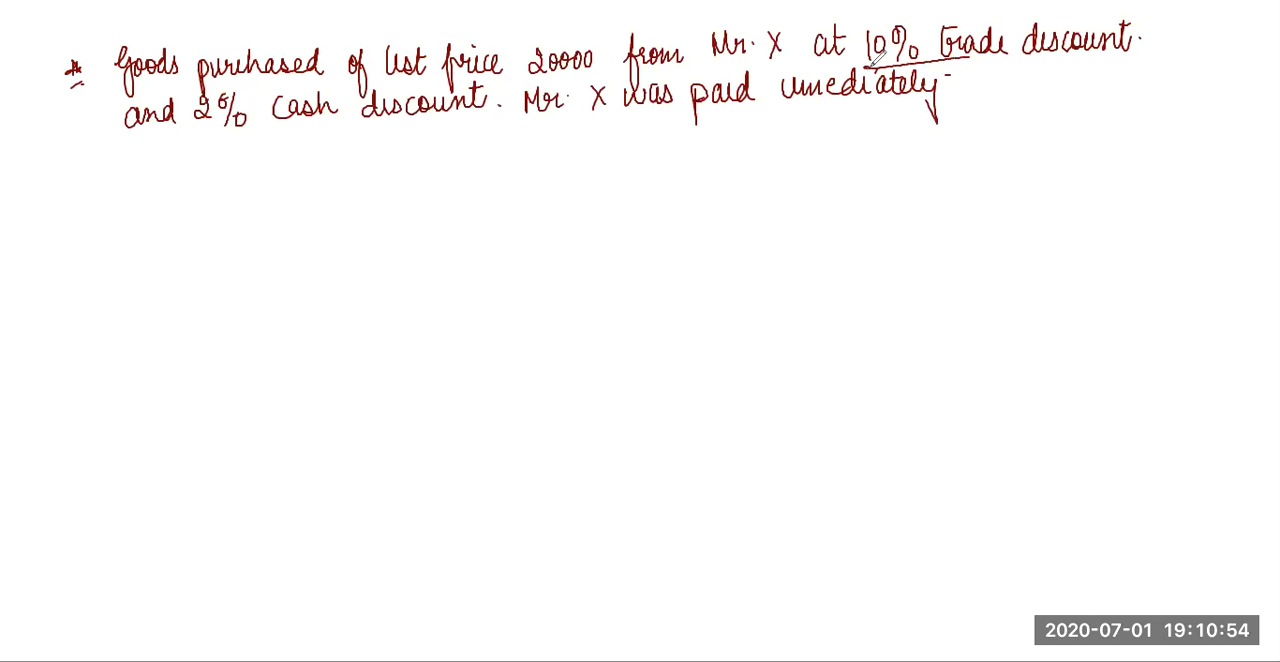 * Goods purchased of list price 20000 from Mr. X at 10% trade discount.
and 2% cash discount. Mr. X was paid immediately
2020-07-01 19:10:54